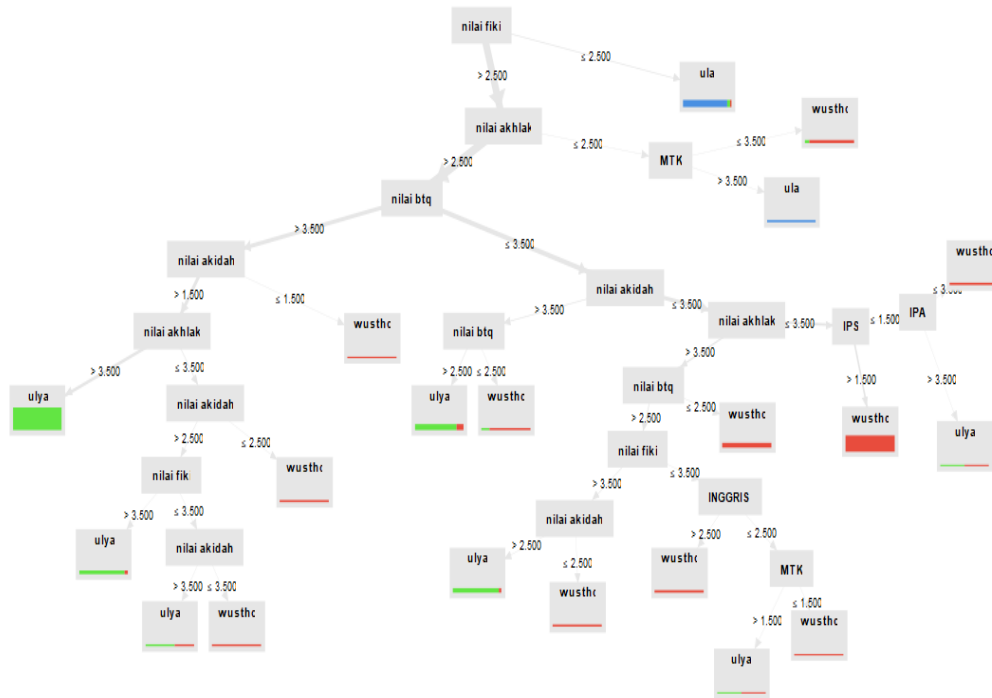 nilai fiki
≤ 2.500
> 2.500
ula
wusthc
nilai akhlak
≤ 2.500
≤ 3.500
MTK
> 2.500
> 3.500
ula
nilai btq
> 3.500
≤ 3.500
wusthc
nilai akidah
nilai akidah
≤ 3.500
> 1.500
≤ 1.500
> 3.500
≤ 3.500
IPA
nilai akhlak
wusthc
nilai btq
nilai akhlak
≤ 3.500
IPS
≤ 1.500
> 3.500
≤ 3.500
> 2.500
≤ 2.500
> 3.500
> 1.500
> 3.500
ulya
nilai akidah
ulya
wusthc
nilai btq
≤ 2.500
wusthc
wusthc
ulya
> 2.500
≤ 2.500
> 2.500
nilai fiki
wusthc
nilai fiki
> 3.500
≤ 3.500
INGGRIS
> 3.500
≤ 3.500
nilai akidah
> 2.500
≤ 2.500
ulya
nilai akidah
ulya
> 2.500
≤ 2.500
wusthc
MTK
> 3.500
≤ 3.500
wusthc
> 1.500
≤ 1.500
ulya
wusthc
wusthc
ulya